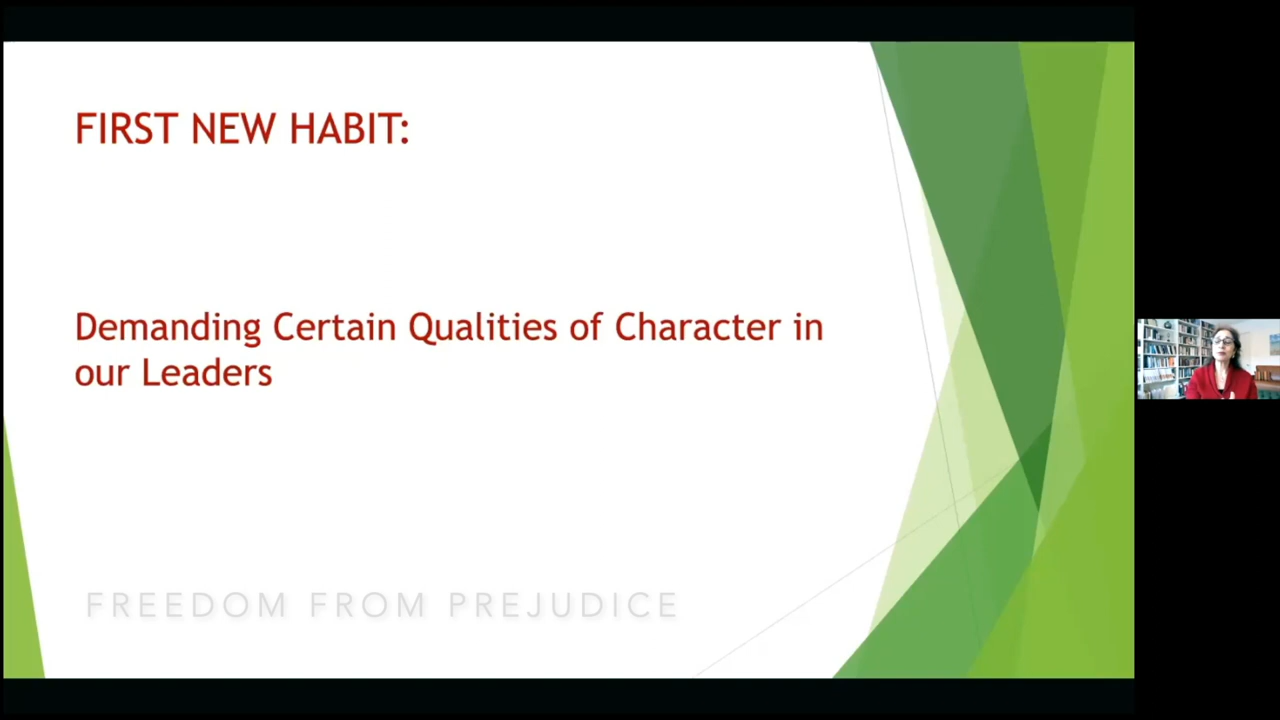 FIRST NEW HABIT:
Demanding Certain Qualities of Character in
our Leaders
FREEDOM FROM PREJUDICE